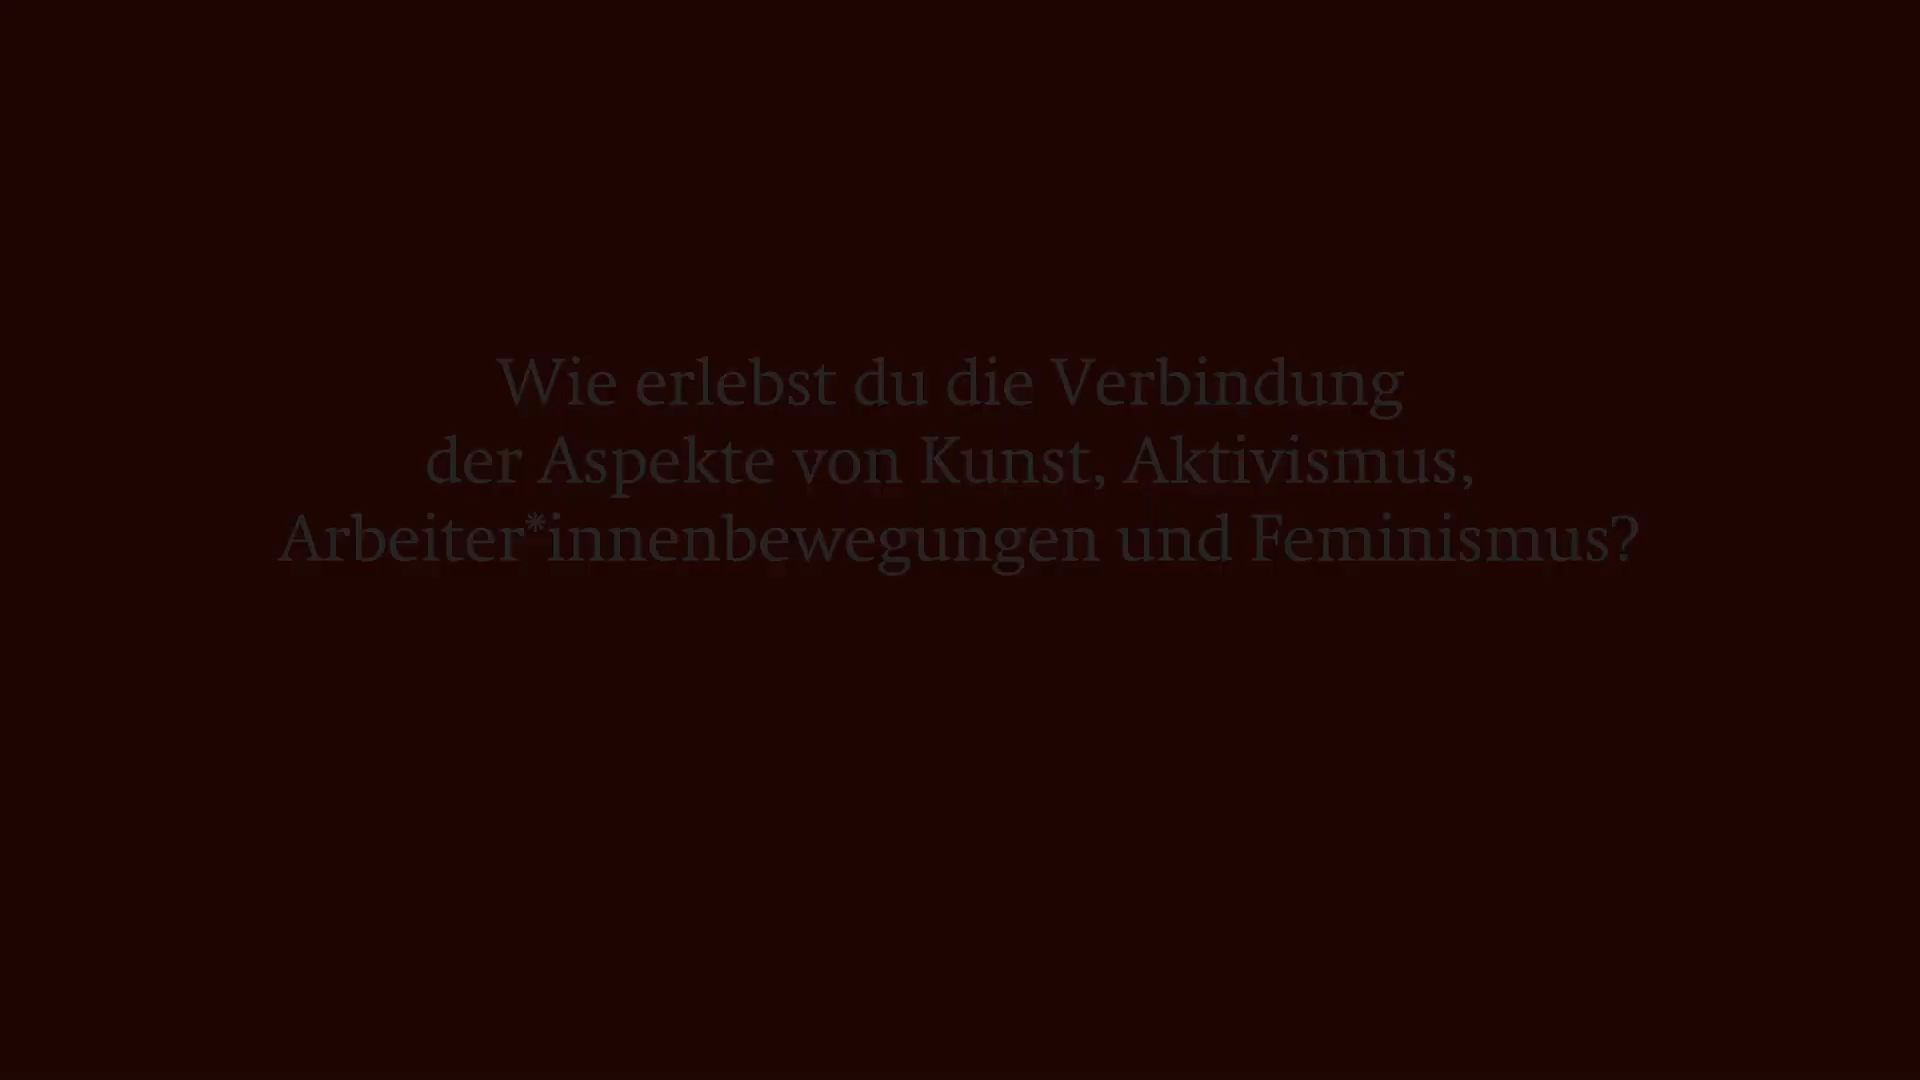 Wie erlebst du die Verbindung
der Aspekte von Kunst, Aktivismus,
Arbeiter*innenbewegungen und Feminismus?